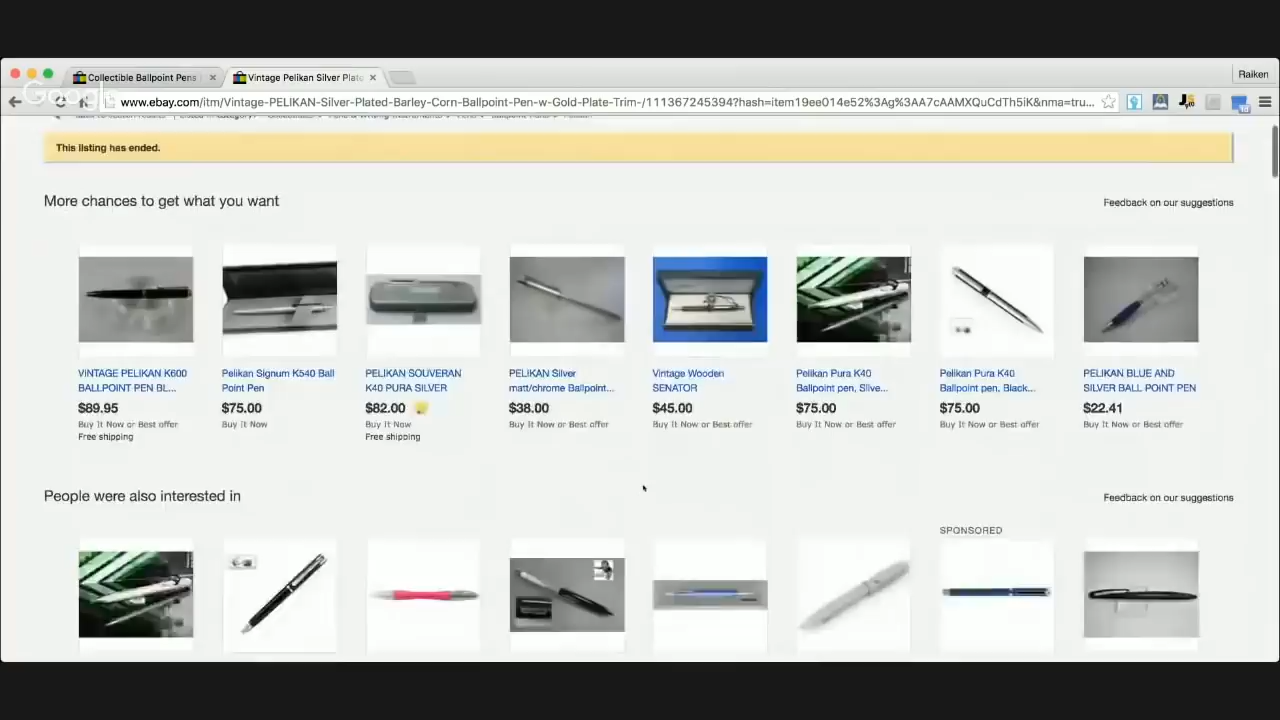 Collectible Ballpoint Pens
Vintage Pelikan Silver Plate
Raiken
Google
www.ebay.com/itm/Vintage-PELIKAN-Silver-Plated-Barley-Corn-Ballpoint-Pen-w-Gold-Plate-Trim-/111367245394?hash=item19ee014e52%3Ag%3AA7cAAMXQuCdTh5iK&nma=tru...
This listing has ended.
More chances to get what you want
Feedback on our suggestions
VINTAGE PELIKAN K600
BALLPOINT PEN BL...
$89.95
Buy It Now or Best offer
Free shipping
Pelikan Signum K540 Ball
Point Pen
$75.00
Buy It Now
PELIKAN SOUVERAN
K40 PURA SILVER
$82.00
Buy It Now
Free shipping
PELIKAN Silver
matt/chrome Ballpoint...
$38.00
Buy It Now or Best offer
Vintage Wooden
SENATOR
$45.00
Buy It Now or Best offer
Pelikan Pura K40
Ballpoint pen, Silve...
$75.00
Buy It Now or Best offer
Pelikan Pura K40
Ballpoint pen, Black...
$75.00
Buy It Now or Best offer
PELIKAN BLUE AND
SILVER BALL POINT PEN
$22.41
Buy It Now or Best offer
People were also interested in
Feedback on our suggestions
SPONSORED